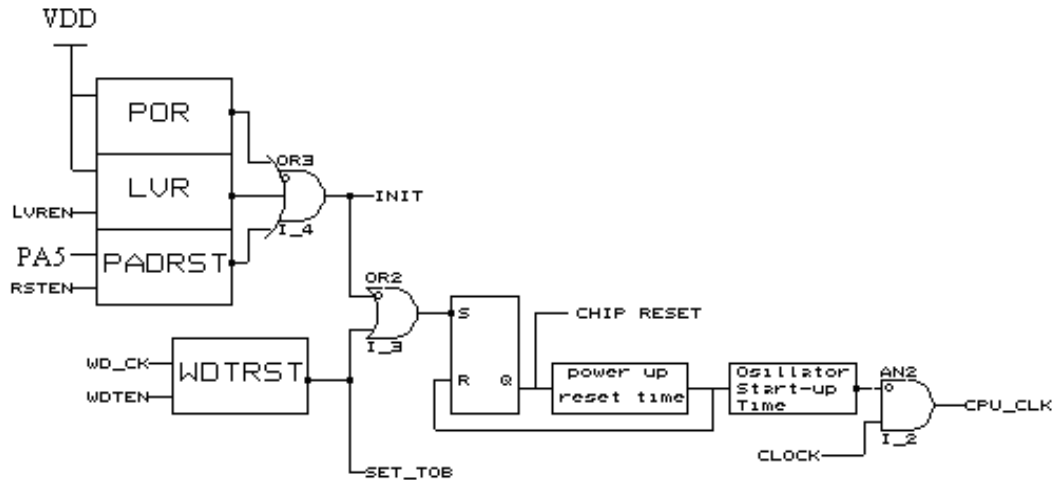 VDD
POR
OR3
LVR
INIT
LVREN
I_4
PA5
PADRST
RSTEN
OR2
S
CHIP RESET
I_3
WD_CK
WDTRST
WDTEN
R
Q
power up
reset time
Osillator
Start-up
Time
AN2
CPU_CLK
I_2
CLOCK
SET_TOB